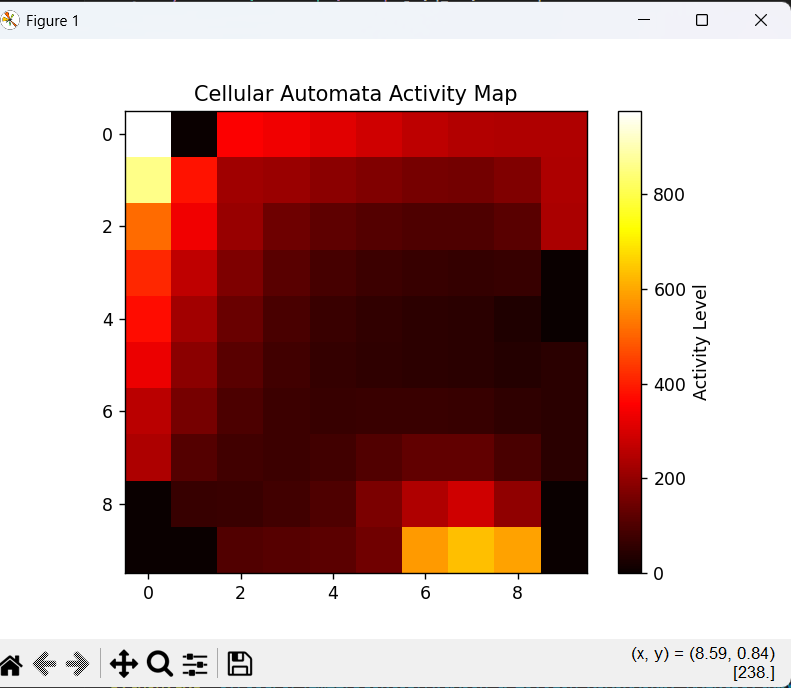 Figure 1
Cellular Automata Activity Map
0
2
4
6
8
0 2 4 6 8
800
600
400
200
0
Activity Level
(x, y) = (8.59, 0.84)
[238.]